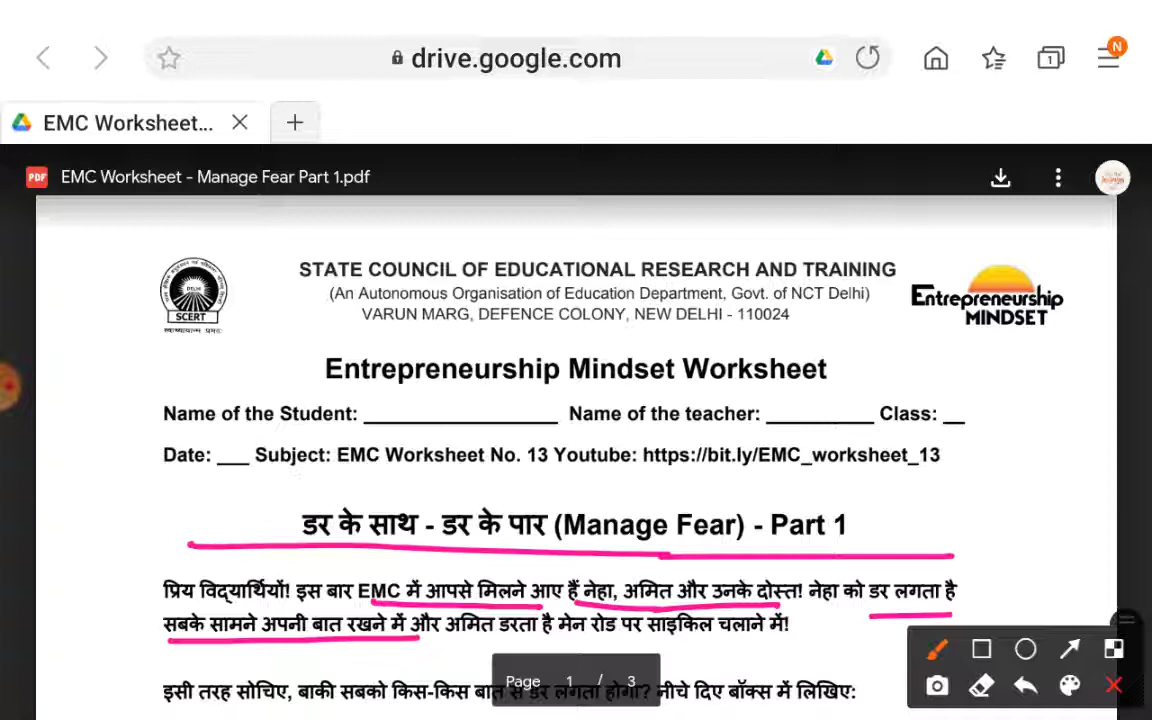 drive.google.com
1
N
EMC Worksheet...
PDF
EMC Worksheet - Manage Fear Part 1.pdf
STATE COUNCIL OF EDUCATIONAL RESEARCH AND TRAINING
(An Autonomous Organisation of Education Department, Govt. of NCT Delhi)
VARUN MARG, DEFENCE COLONY, NEW DELHI - 110024
DELHI
SCERT
Entrepreneurship
MINDSET
Entrepreneurship Mindset Worksheet
Name of the Student: __________________ Name of the teacher: __________ Class: __
Date: ___ Subject: EMC Worksheet No. 13 Youtube: https://bit.ly/EMC_worksheet_13
डर के साथ - डर के पार (Manage Fear) - Part 1
प्रिय विद्यार्थियों! इस बार EMC में आपसे मिलने आए हैं नेहा, अमित और उनके दोस्त! नेहा को डर लगता है
सबके सामने अपनी बात रखने में और अमित डरता है मेन रोड पर साइकिल चलाने में!
इसी तरह सोचिए, बाकी सबको किस-किस बात से डर लगता होगा? नीचे दिए बॉक्स में लिखिए:
Page 1 / 3